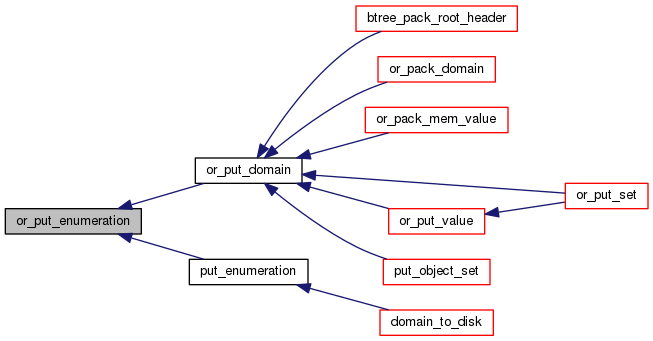 btree_pack_root_header
or_pack_domain
or_pack_mem_value
or_put_domain
or_put_set
or_put_enumeration
or_put_value
put_enumeration
put_object_set
domain_to_disk